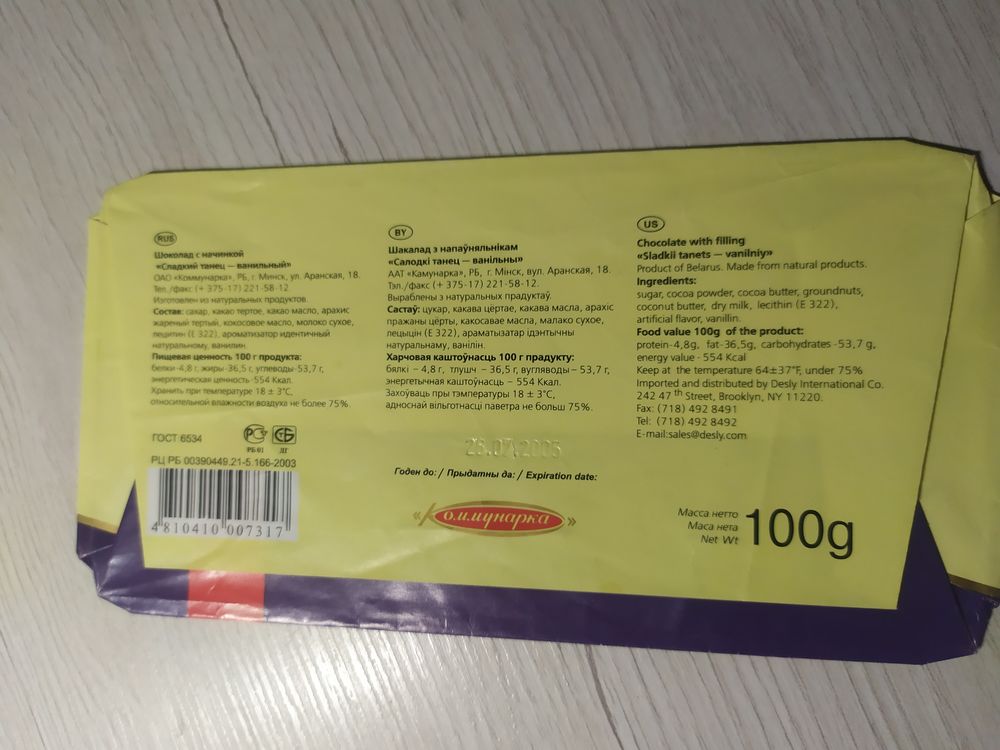 RUS
Шоколад с начинкой
«Сладкий танец — ванильный»
ОАО «Коммунарка», РБ, г. Минск, ул. Аранская, 18.
Тел./факс (+ 375-17) 221-58-12.
Изготовлен из натуральных продуктов.
Состав: сахар, какао тертое, какао масло, арахис
жареный тертый, кокосовое масло, молоко сухое,
лецитин (Е 322), ароматизатор идентичный
натуральному, ванилин.
Пищевая ценность 100 г продукта:
белки-4,8 г, жиры-36,5 г, углеводы-53,7 г,
энергетическая ценность -554 Ккал.
Хранить при температуре 18 ± 3°С,
относительной влажности воздуха не более 75%.
ГОСТ 6534
РСТ
РБ 01
СГБ
ДГ
РЦ РБ 00390449.21-5.166-2003
4 810410 007317
BY
Шакалад з напаўняльнікам
«Салодкі танец — ванільны»
ААТ «Камунарка», РБ, г. Мінск, вул. Аранская, 18.
Тэл./факс (+ 375-17) 221-58-12.
Выраблены з натуральных прадуктаў.
Састаў: цукар, какава цёртае, какава масла, арахіс
пражаны цёрты, какосавае масла, малако сухое,
лецыцін (Е 322), араматызатар ідэнтычны
натуральнаму, ванілін.
Харчовая каштоўнасць 100 г прадукту:
бялкі – 4,8 г, тлушч – 36,5 г, вугляводы – 53,7 г,
энергетычная каштоўнасць – 554 Ккал.
Захоўваць пры тэмпературы 18 ± 3°С,
адноснай вільготнасці паветра не больш 75%.
Годен до: / Прыдатны да: / Expiration date:
«Коммунарка»
US
Chocolate with filling
«Sladkii tanets — vanilniy»
Product of Belarus. Made from natural products.
Ingredients:
sugar, cocoa powder, cocoa butter, groundnuts,
coconut butter, dry milk, lecithin (E 322),
artificial flavor, vanillin.
Food value 100g of the product:
protein-4,8g, fat-36,5g, carbohydrates -53,7 g,
energy value - 554 Kcal
Keep at the temperature 64±37°F, under 75%
Imported and distributed by Desly International Co.
242 47 th Street, Brooklyn, NY 11220.
Fax: (718) 492 8491
Tel: (718) 492 8492
E-mail:sales@desly.com
Масса нетто
Маса нета
Net Wt
100g